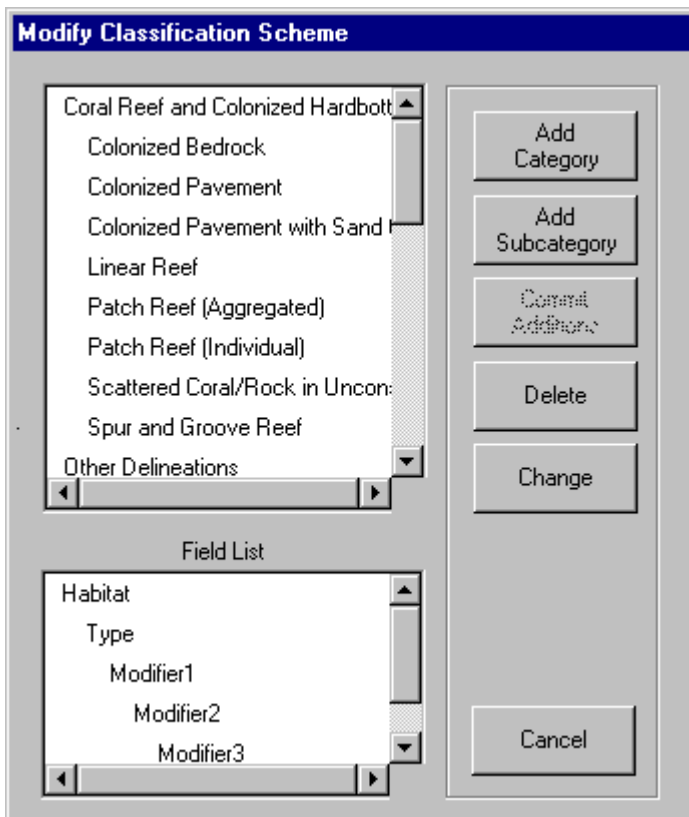 Modify Classification Scheme
Coral Reef and Colonized Hardbott
Colonized Bedrock
Colonized Pavement
Colonized Pavement with Sand
Linear Reef
Patch Reef (Aggregated)
Patch Reef (Individual)
Scattered Coral/Rock in Uncons
Spur and Groove Reef
Other Delineations
Field List
Habitat
Type
Modifier1
Modifier2
Modifier3
Add
Category
Add
Subcategory
Commit
Additions
Delete
Change
Cancel